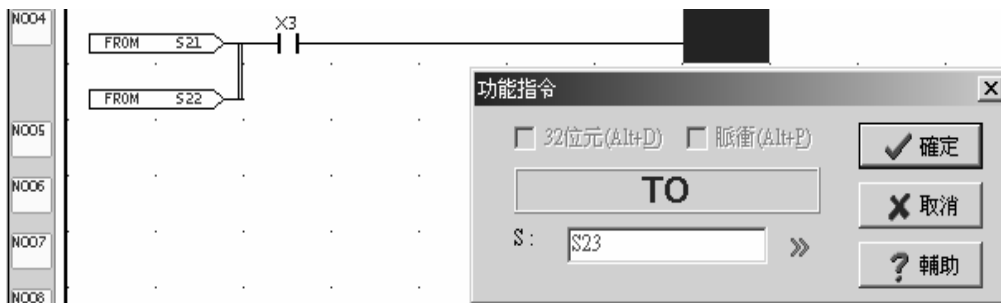 N004
X3
FROM S21
FROM S22
功能指令
32位元(Alt+D) 脈衝(Alt+P)
確定
TO
取消
S : S23
輔助
N005
N006
N007
N008